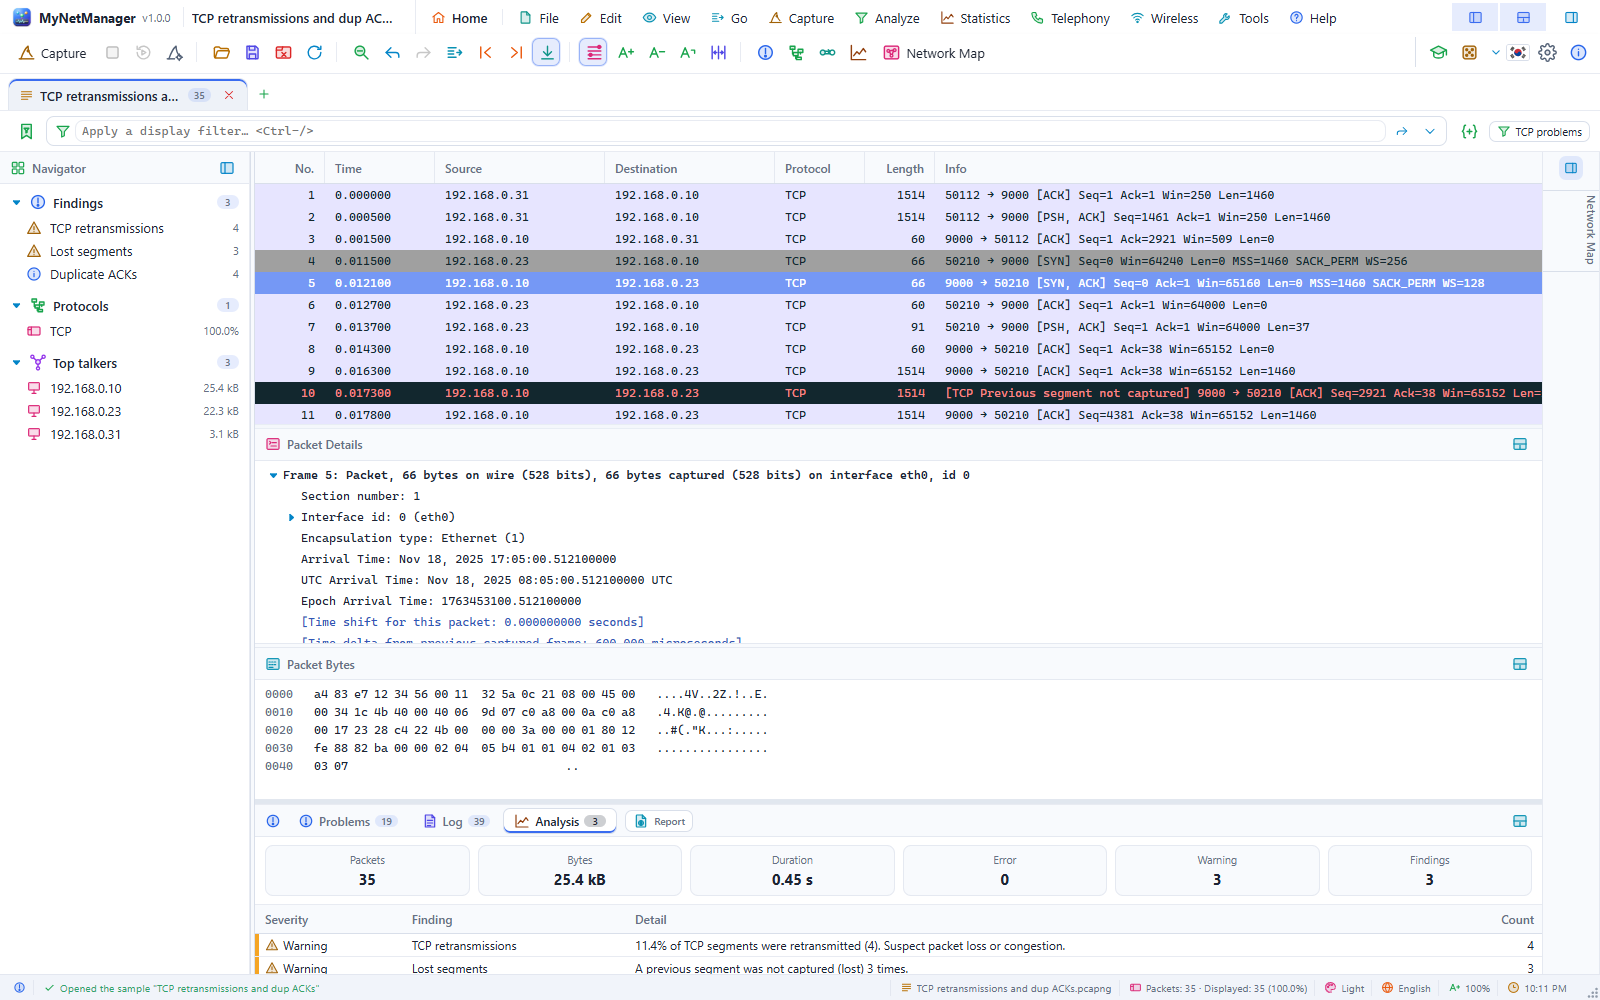 MyNetManager v1.0.0 TCP retransmissions and dup AC... Home File Edit View Go Capture Analyze Statistics Telephony Wireless Tools Help
Capture A+ A- A Network Map
TCP retransmissions a... 35
Apply a display filter… <Ctrl-/> TCP problems
Navigator
Findings 3
TCP retransmissions 4
Lost segments 3
Duplicate ACKs 4
Protocols 1
TCP 100.0%
Top talkers 3
192.168.0.10 25.4 kB
192.168.0.23 22.3 kB
192.168.0.31 3.1 kB
No. Time Source Destination Protocol Length Info
1 0.000000 192.168.0.31 192.168.0.10 TCP 1514 50112 → 9000 [ACK] Seq=1 Ack=1 Win=250 Len=1460
2 0.000500 192.168.0.31 192.168.0.10 TCP 1514 50112 → 9000 [PSH, ACK] Seq=1461 Ack=1 Win=250 Len=1460
3 0.001500 192.168.0.10 192.168.0.31 TCP 60 9000 → 50112 [ACK] Seq=1 Ack=2921 Win=509 Len=0
4 0.011500 192.168.0.23 192.168.0.10 TCP 66 50210 → 9000 [SYN] Seq=0 Win=64240 Len=0 MSS=1460 SACK_PERM WS=256
5 0.012100 192.168.0.10 192.168.0.23 TCP 66 9000 → 50210 [SYN, ACK] Seq=0 Ack=1 Win=65160 Len=0 MSS=1460 SACK_PERM WS=128
6 0.012700 192.168.0.23 192.168.0.10 TCP 60 50210 → 9000 [ACK] Seq=1 Ack=1 Win=64000 Len=0
7 0.013700 192.168.0.23 192.168.0.10 TCP 91 50210 → 9000 [PSH, ACK] Seq=1 Ack=1 Win=64000 Len=37
8 0.014300 192.168.0.10 192.168.0.23 TCP 60 9000 → 50210 [ACK] Seq=1 Ack=38 Win=65152 Len=0
9 0.016300 192.168.0.10 192.168.0.23 TCP 1514 9000 → 50210 [ACK] Seq=1 Ack=38 Win=65152 Len=1460
10 0.017300 192.168.0.10 192.168.0.23 TCP 1514 [TCP Previous segment not captured] 9000 → 50210 [ACK] Seq=2921 Ack=38 Win=65152 Len=
11 0.017800 192.168.0.10 192.168.0.23 TCP 1514 9000 → 50210 [ACK] Seq=4381 Ack=38 Win=65152 Len=1460
Network Map
Packet Details
Frame 5: Packet, 66 bytes on wire (528 bits), 66 bytes captured (528 bits) on interface eth0, id 0
Section number: 1
Interface id: 0 (eth0)
Encapsulation type: Ethernet (1)
Arrival Time: Nov 18, 2025 17:05:00.512100000
UTC Arrival Time: Nov 18, 2025 08:05:00.512100000 UTC
Epoch Arrival Time: 1763453100.512100000
[Time shift for this packet: 0.000000000 seconds]
[Time delta from previous captured frame: 600.000 microseconds]
Packet Bytes
0000 a4 83 e7 12 34 56 00 11 32 5a 0c 21 08 00 45 00 ....4V..2Z.!..E.
0010 00 34 1c 4b 40 00 40 06 9d 07 c0 a8 00 0a c0 a8 .4.K@.@.........
0020 00 17 23 28 c4 22 4b 00 00 00 3a 00 00 01 80 12 ..#(."K...:.....
0030 fe 88 82 ba 00 00 02 04 05 b4 01 01 04 02 01 03 ................
0040 03 07 ..
Problems 19 Log 39 Analysis 3 Report
Packets Bytes Duration Error Warning Findings
35 25.4 kB 0.45 s 0 3 3
Severity Finding Detail Count
Warning TCP retransmissions 11.4% of TCP segments were retransmitted (4). Suspect packet loss or congestion. 4
Warning Lost segments A previous segment was not captured (lost) 3 times. 3
Opened the sample "TCP retransmissions and dup ACKs" TCP retransmissions and dup ACKs.pcapng Packets: 35 · Displayed: 35 (100.0%) Light English A+ 100% 10:11 PM